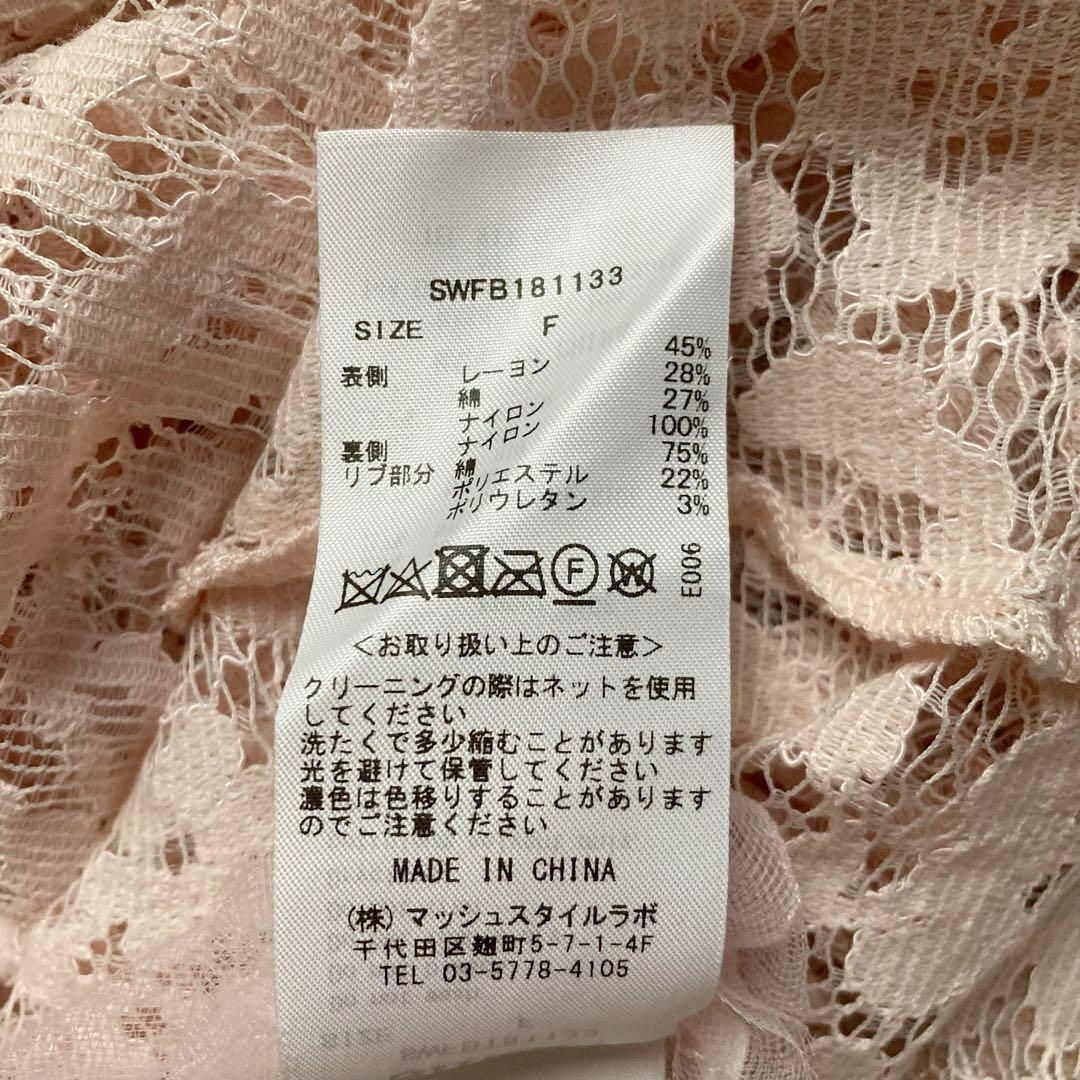 SWFB181133
SIZE F
表側 レーヨン 45%
綿 28%
ナイロン 27%
裏側 ナイロン 100%
リブ部分 綿 75%
ポリエステル 22%
ポリウレタン 3%
F W E006
<お取り扱い上のご注意>
クリーニングの際はネットを使用
してください
洗たくで多少縮むことがあります
光を避けて保管してください
濃色は色移りすることがあります
のでご注意ください
MADE IN CHINA
(株)マッシュスタイルラボ
千代田区麹町5-7-1-4F
TEL 03-5778-4105